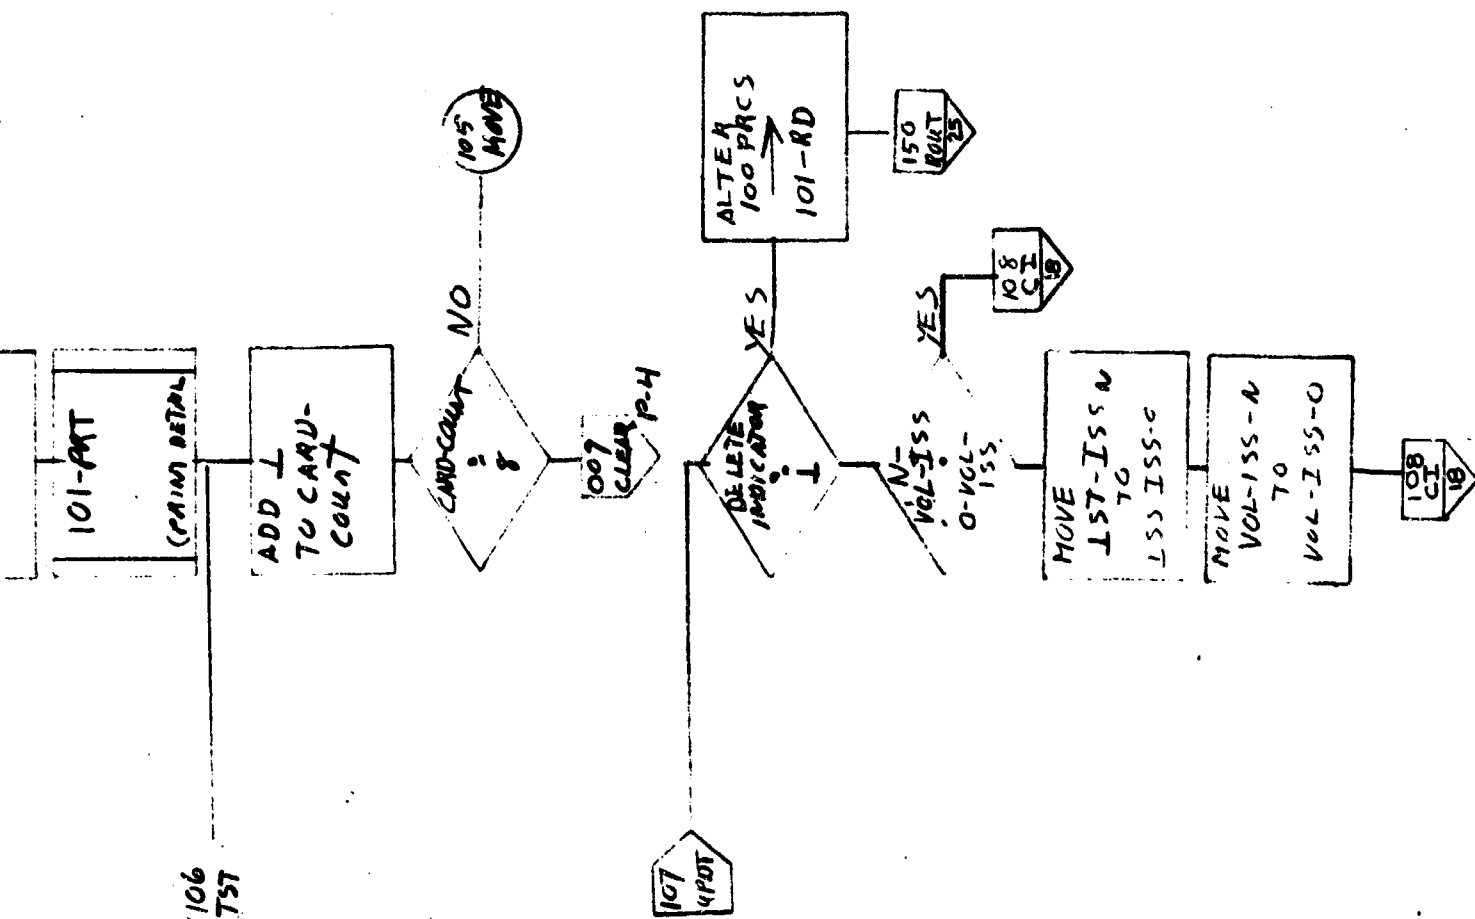 101-PRT
(PRINT DETAIL
106
TST
ADD 1
TO CARD-
COUNT
CARD-COUNT
:
8
NO
105
MOVE
009
CLEAR
P-4
107
UPDT
DELETE
INDICATOR
:
1
YES
ALTER
100 PRCS
→
101-RD
150
ROUT
25
N-
VOL-ISS
:
O-VOL-
ISS
YES
108
CI
18
MOVE
1ST-ISS N
TO
ISS-O
MOVE
VOL-ISS-N
TO
VOL-ISS-O
108
CI
18